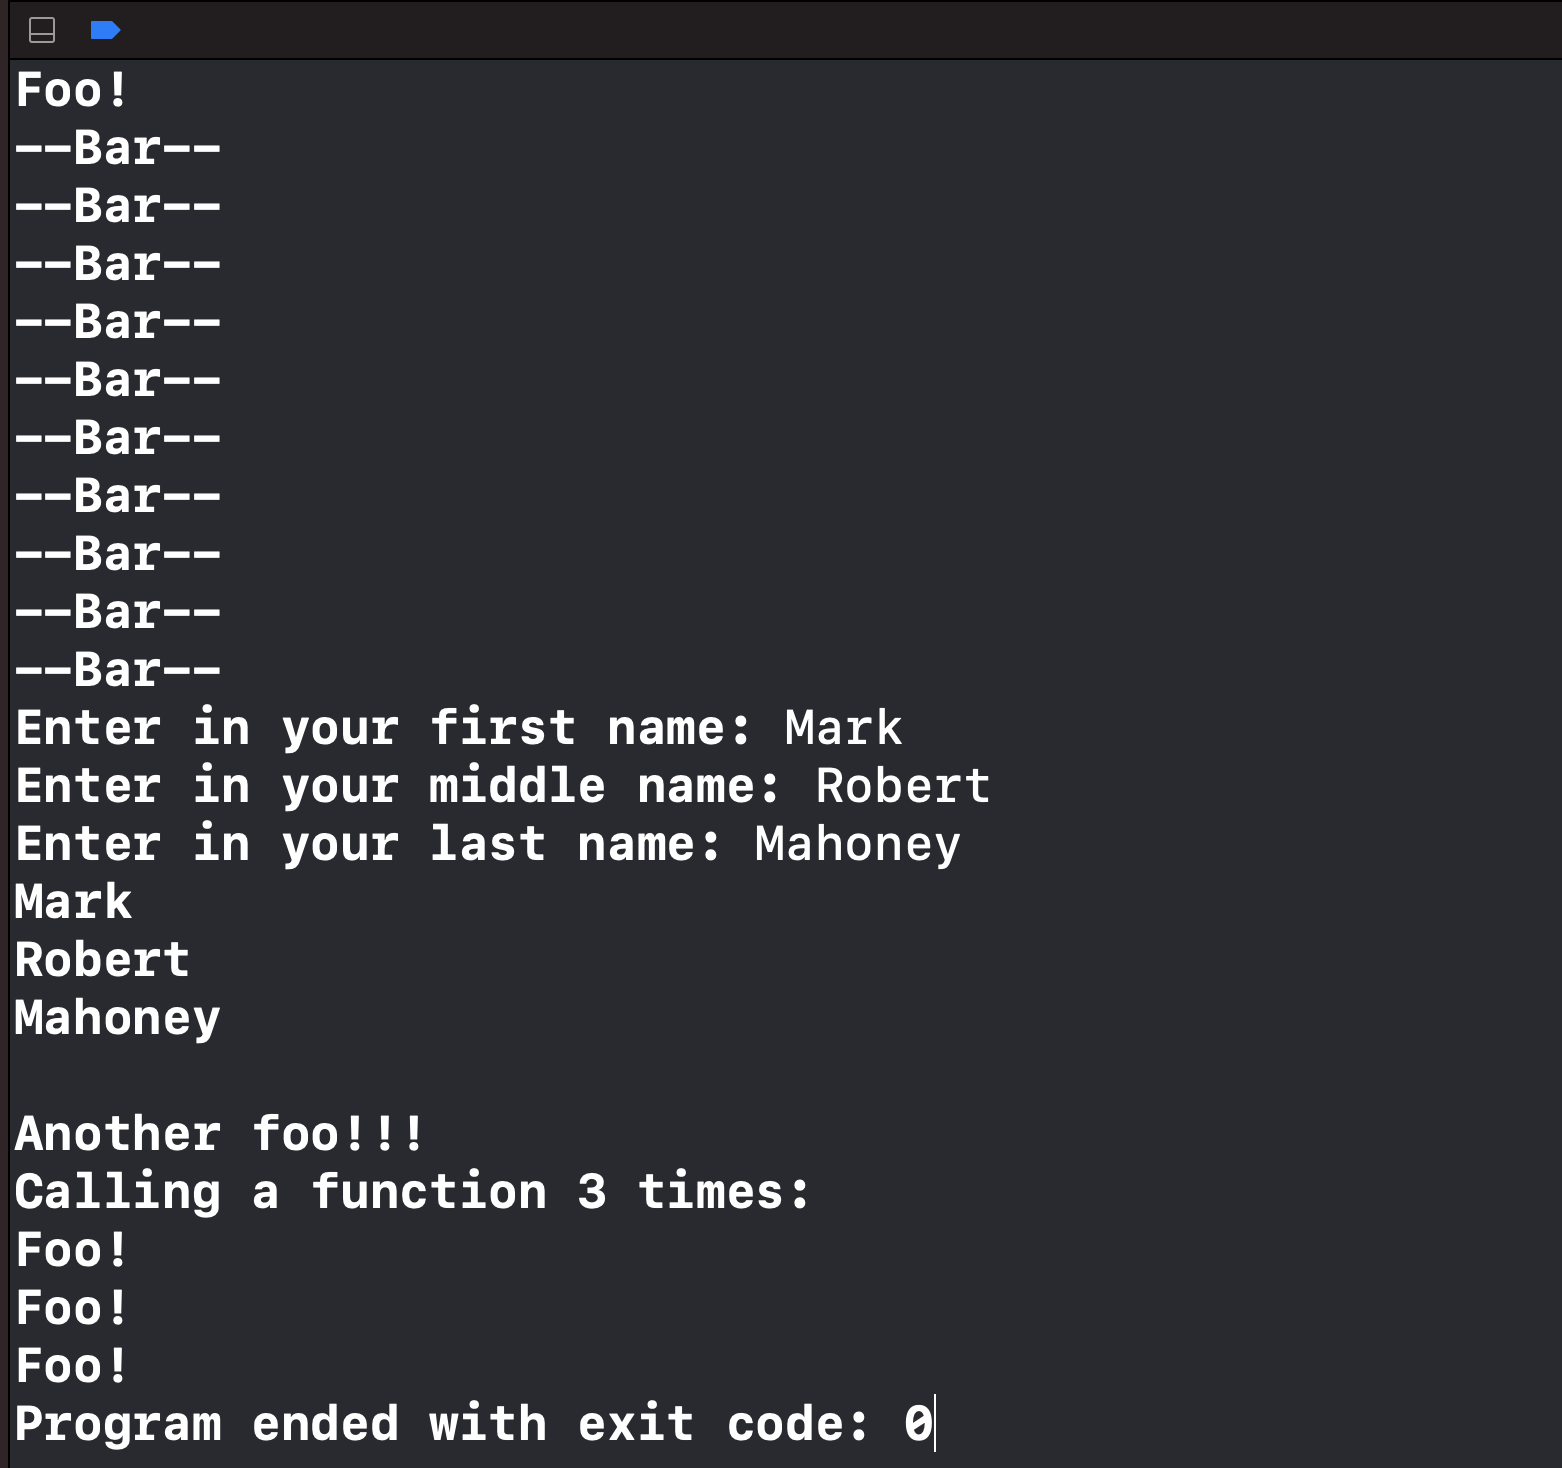 Foo!
--Bar--
--Bar--
--Bar--
--Bar--
--Bar--
--Bar--
--Bar--
--Bar--
--Bar--
--Bar--
Enter in your first name: Mark
Enter in your middle name: Robert
Enter in your last name: Mahoney
Mark
Robert
Mahoney

Another foo!!!
Calling a function 3 times:
Foo!
Foo!
Foo!
Program ended with exit code: 0